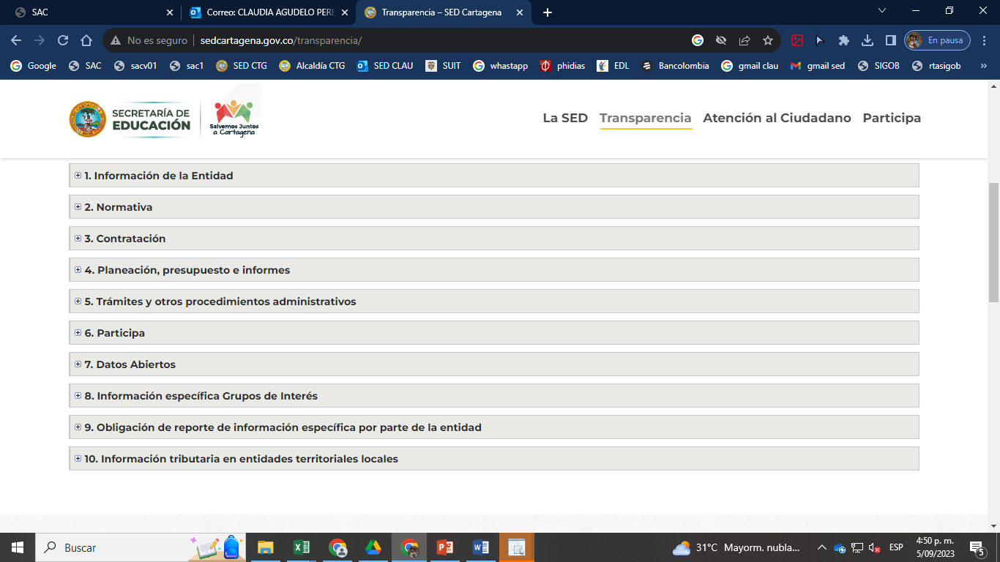 SAC
Correo: CLAUDIA AGUDELO PERE
Transparencia – SED Cartagena
No es seguro
sedcartagena.gov.co/transparencia/
En pausa
Google
SAC
sacv01
sac1
SED CTG
Alcaldía CTG
SED CLAU
SUIT
whastapp
phidias
EDL
Bancolombia
gmail clau
gmail sed
SIGOB
rtasigob
»
SECRETARÍA DE
EDUCACIÓN
Salvemos Juntos
a Cartagena
La SED
Transparencia
Atención al Ciudadano
Participa
1. Información de la Entidad
2. Normativa
3. Contratación
4. Planeación, presupuesto e informes
5. Trámites y otros procedimientos administrativos
6. Participa
7. Datos Abiertos
8. Información específica Grupos de Interés
9. Obligación de reporte de información específica por parte de la entidad
10. Información tributaria en entidades territoriales locales
Buscar
31°C Mayorm. nubla...
ESP
4:50 p. m.
5/09/2023
5